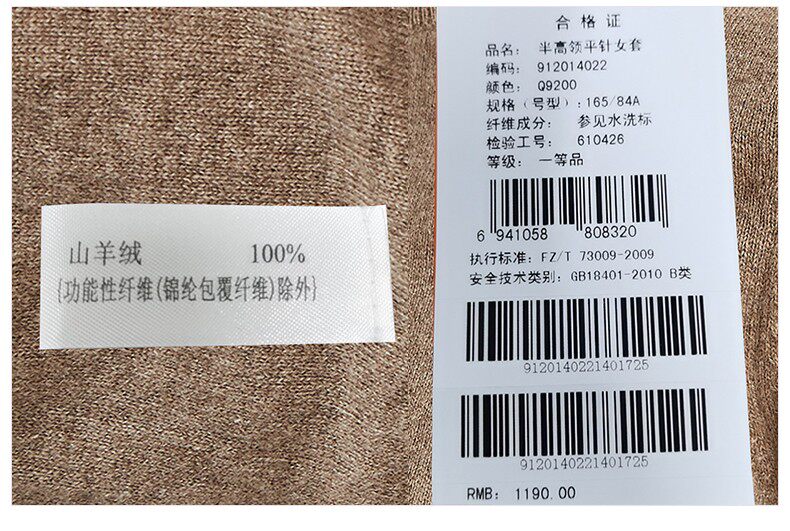 山羊绒 100%
{功能性纤维(锦纶包覆纤维)除外}
合格证
品名: 半高领平针女套
编码: 912014022
颜色: Q9200
规格(号型):165/84A
纤维成分: 参见水洗标
检验工号: 610426
等级: 一等品
6 941058 808320
执行标准: FZ/T 73009-2009
安全技术类别: GB18401-2010 B类
9120140221401725
9120140221401725
RMB: 1190.00